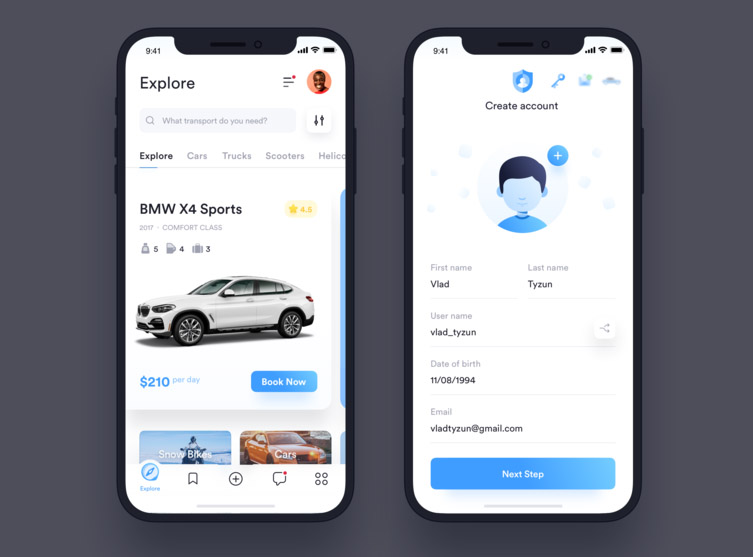 9:41
Explore
What transport do you need?
Explore Cars Trucks Scooters Helico
BMW X4 Sports
4.5
2017 · COMFORT CLASS
5 4 3
$210 per day
Book Now
Snow Bikes
Cars
Explore
9:41
Create account
First name Last name
Vlad Tyzun
User name
vlad_tyzun
Date of birth
11/08/1994
Email
vladtyzun@gmail.com
Next Step